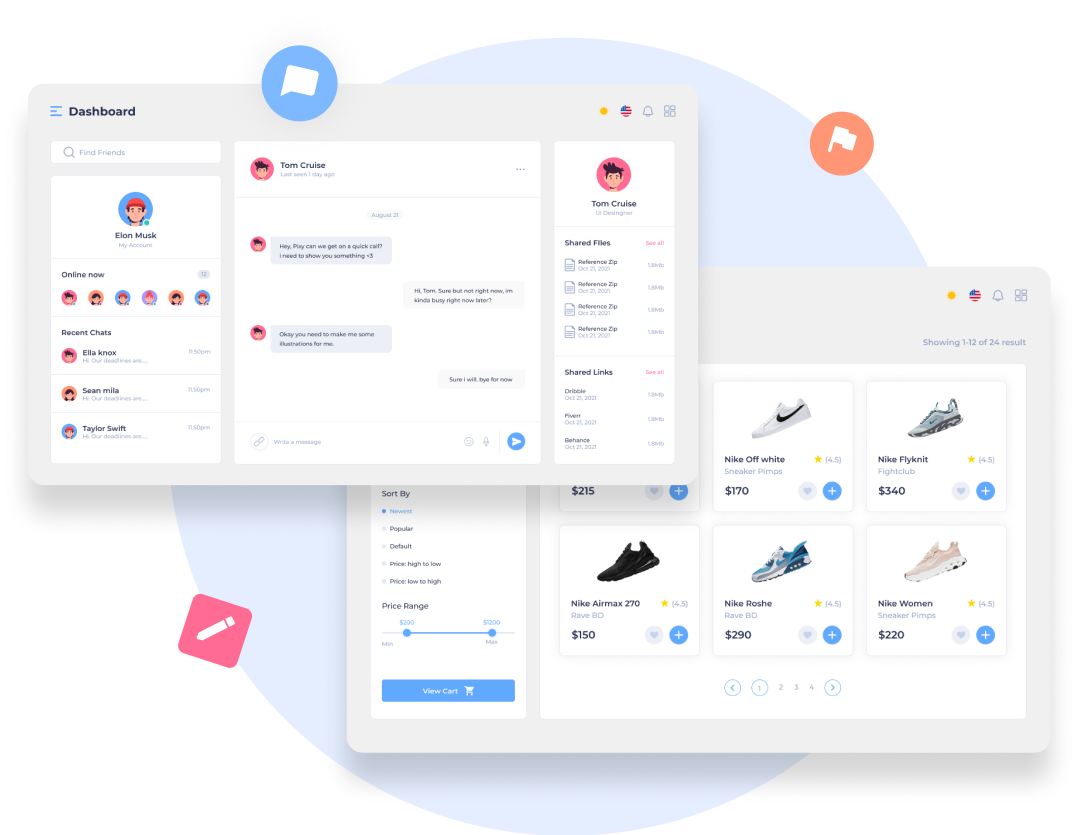 Dashboard
Find Friends
Elon Musk
My Account
Online now
12
Recent Chats
Ella knox
11.50pm
Hi. Our deadlines are....
Sean mila
11.50pm
Hi. Our deadlines are....
Taylor Swift
11.50pm
Hi. Our deadlines are....
Tom Cruise
Last seen 1 day ago
August 21
Hey, Pixy can we get on a quick call?
i need to show you something <3
Hi, Tom. Sure but not right now, im
kinda busy right now later?
Okay you need to make me some
illustrations for me.
Sure i will. bye for now
Write a message
Tom Cruise
UI Desingner
Shared FIles
See all
Reference Zip
Oct 21, 2021
1.8Mb
Reference Zip
Oct 21, 2021
1.8Mb
Reference Zip
Oct 21, 2021
1.8Mb
Reference Zip
Oct 21, 2021
1.8Mb
Shared Links
See all
Dribble
Oct 21, 2021
1.8Mb
Fiverr
Oct 21, 2021
1.8Mb
Behance
Oct 21, 2021
1.8Mb
Showing 1-12 of 24 result
Sort By
Newest
Popular
Default
Price: high to low
Price: low to high
Price Range
$200
$1200
Min
Max
View Cart
$215
Nike Off white
(4.5)
Sneaker Pimps
$170
Nike Flyknit
(4.5)
Fightclub
$340
Nike Airmax 270
(4.5)
Rave BD
$150
Nike Roshe
(4.5)
Rave BD
$290
Nike Women
(4.5)
Sneaker Pimps
$220
1 2 3 4